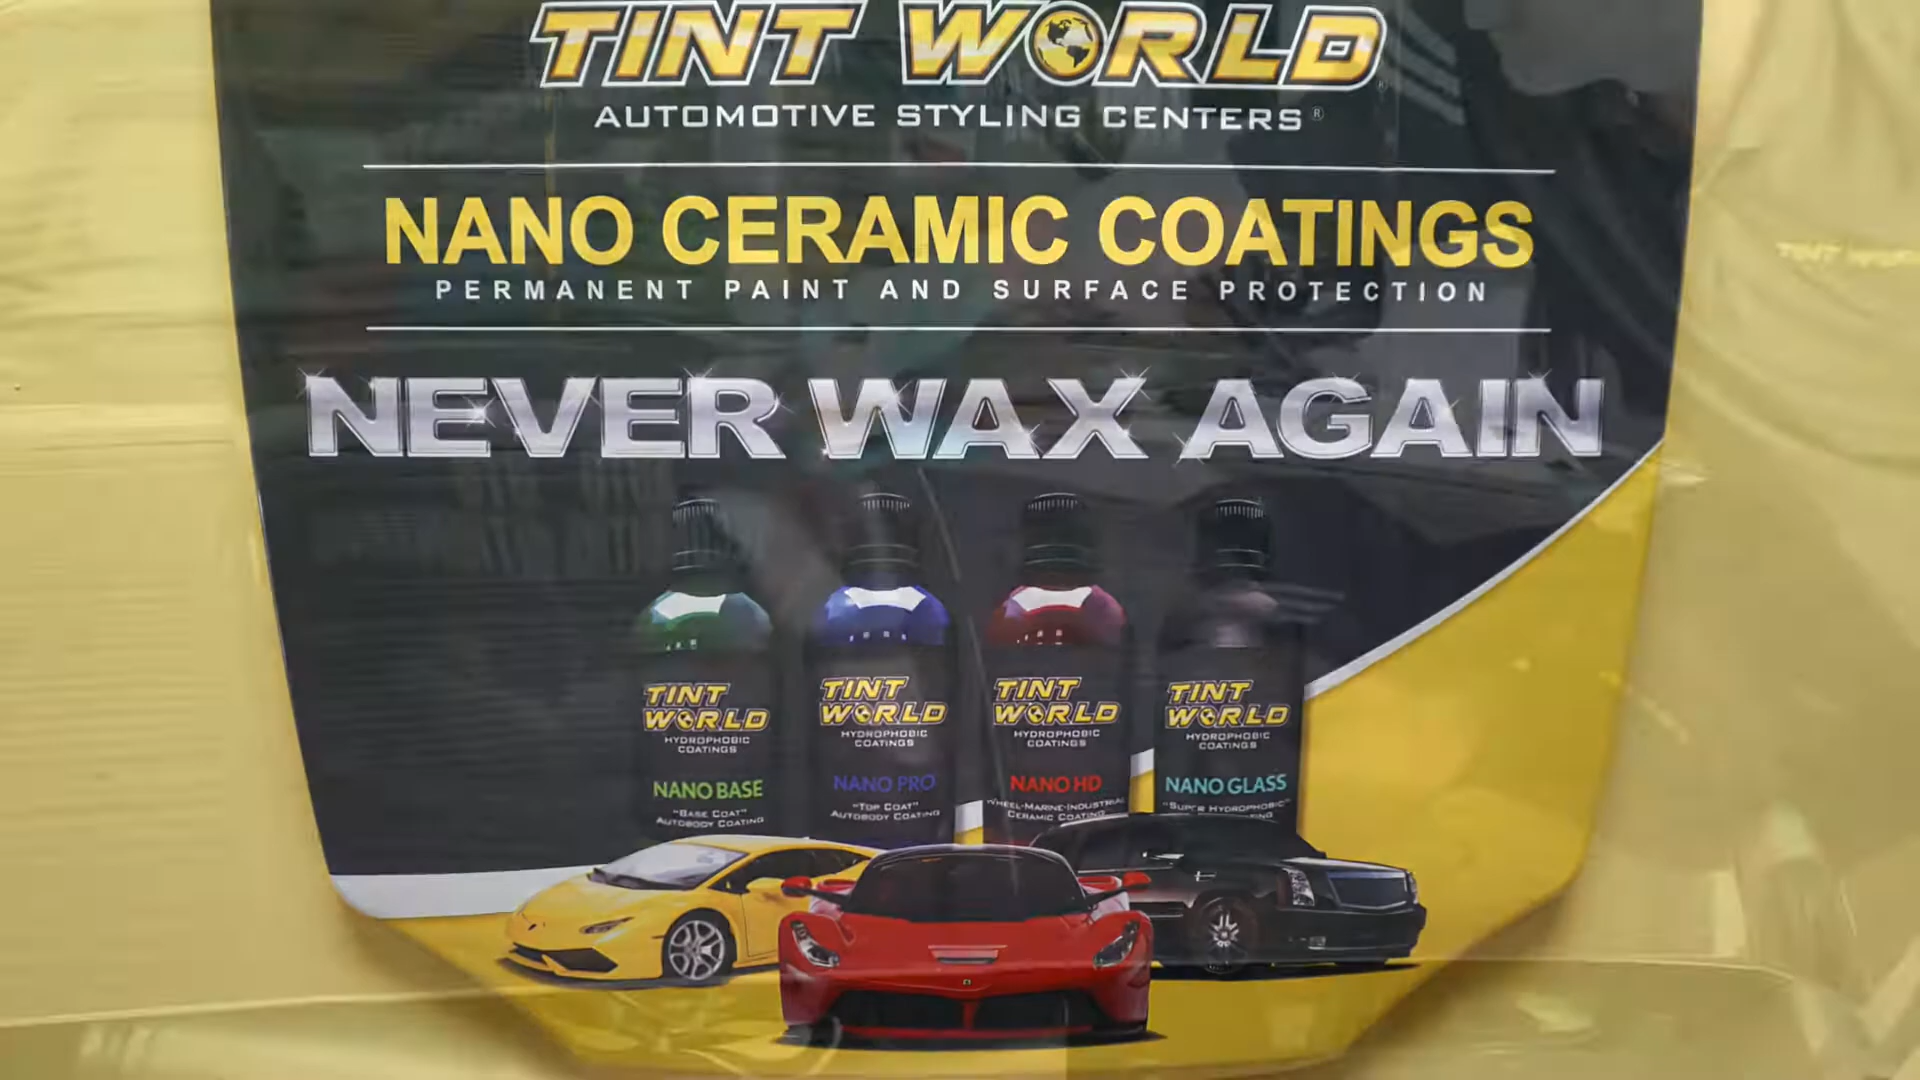 TINT WORLD
AUTOMOTIVE STYLING CENTERS®
NANO CERAMIC COATINGS
PERMANENT PAINT AND SURFACE PROTECTION
NEVER WAX AGAIN
TINT WORLD
HYDROPHOBIC COATINGS
NANO BASE
"BASE COAT"
AUTOBODY COATING
TINT WORLD
HYDROPHOBIC COATINGS
NANO PRO
"TOP COAT"
AUTOBODY COATING
TINT WORLD
HYDROPHOBIC COATINGS
NANO HD
WHEEL-MARINE-INDUSTRIAL
CERAMIC COATING
TINT WORLD
HYDROPHOBIC COATINGS
NANO GLASS
"SUPER HYDROPHOBIC"
TINT WORLD